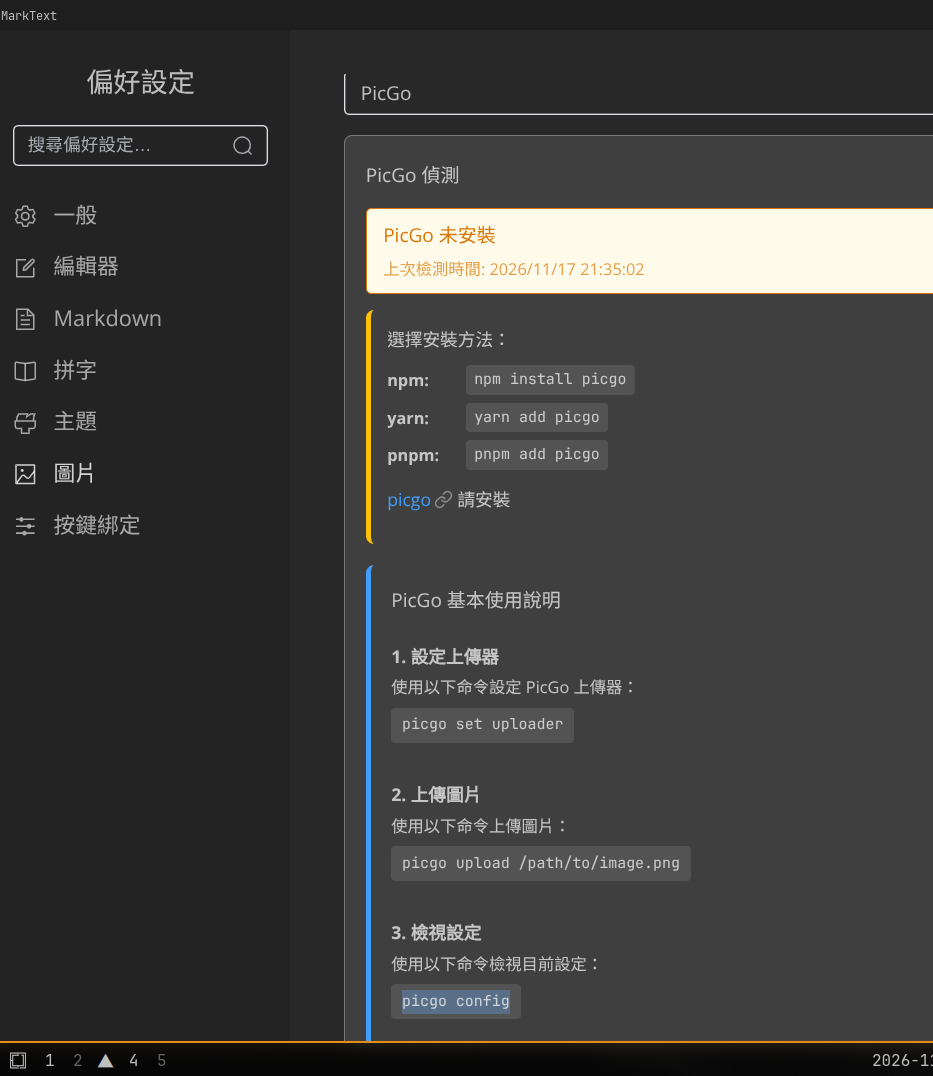 MarkText
偏好設定
搜尋偏好設定...
一般
編輯器
Markdown
拼字
主題
圖片
按鍵綁定
PicGo
PicGo 偵測
PicGo 未安裝
上次檢測時間: 2026/11/17 21:35:02
選擇安裝方法：
npm: npm install picgo
yarn: yarn add picgo
pnpm: pnpm add picgo
picgo 請安裝
PicGo 基本使用說明
1. 設定上傳器
使用以下命令設定 PicGo 上傳器：
picgo set uploader
2. 上傳圖片
使用以下命令上傳圖片：
picgo upload /path/to/image.png
3. 檢視設定
使用以下命令檢視目前設定：
picgo config
1 2 4 5 2026-11